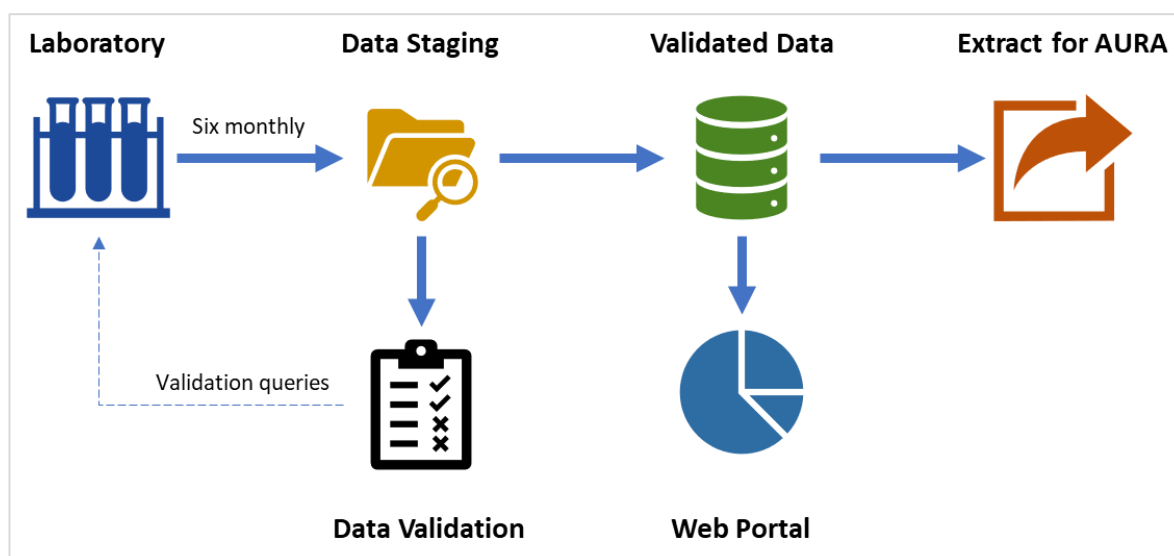 Laboratory
Data Staging
Validated Data
Extract for AURA
Six monthly
Validation queries
Data Validation
Web Portal